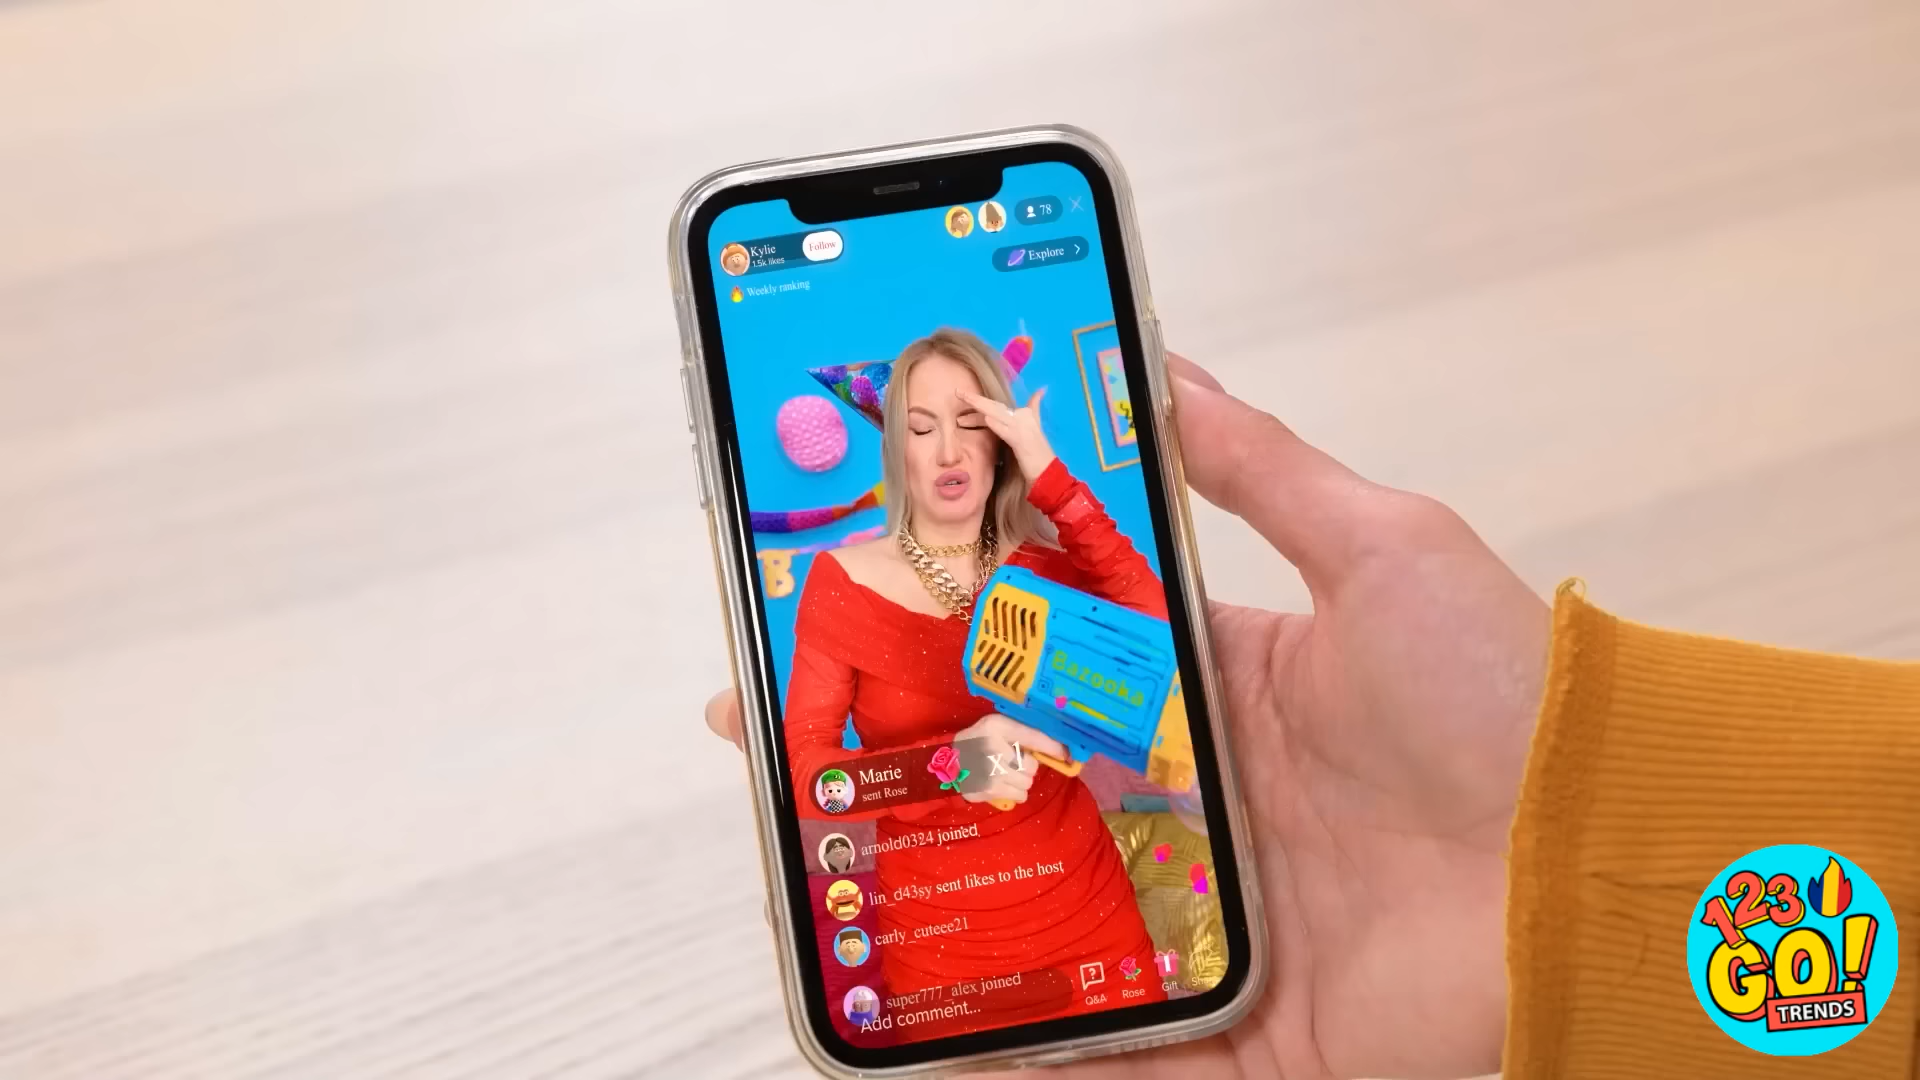 78
Kylie
Follow
1.5k likes
Explore
Weekly ranking
B
Bazooka
Marie
sent Rose
x1
arnold0324 joined
lin_d43sy sent likes to the host
carly_cuteee21
super777_alex joined
Add comment...
Q&A
Rose
Gift
123
GO!
TRENDS